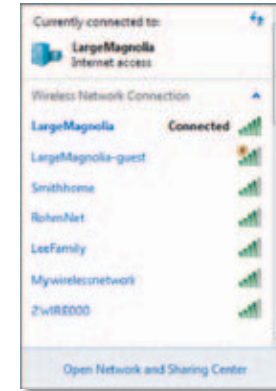 Currently connected to:
LargeMagnolia
Internet access
Wireless Network Connection
LargeMagnolia Connected
LargeMagnolia-guest
Smithhome
RohmNet
LeeFamily
Mywirelessnetwork
2WIRE000
Open Network and Sharing Center